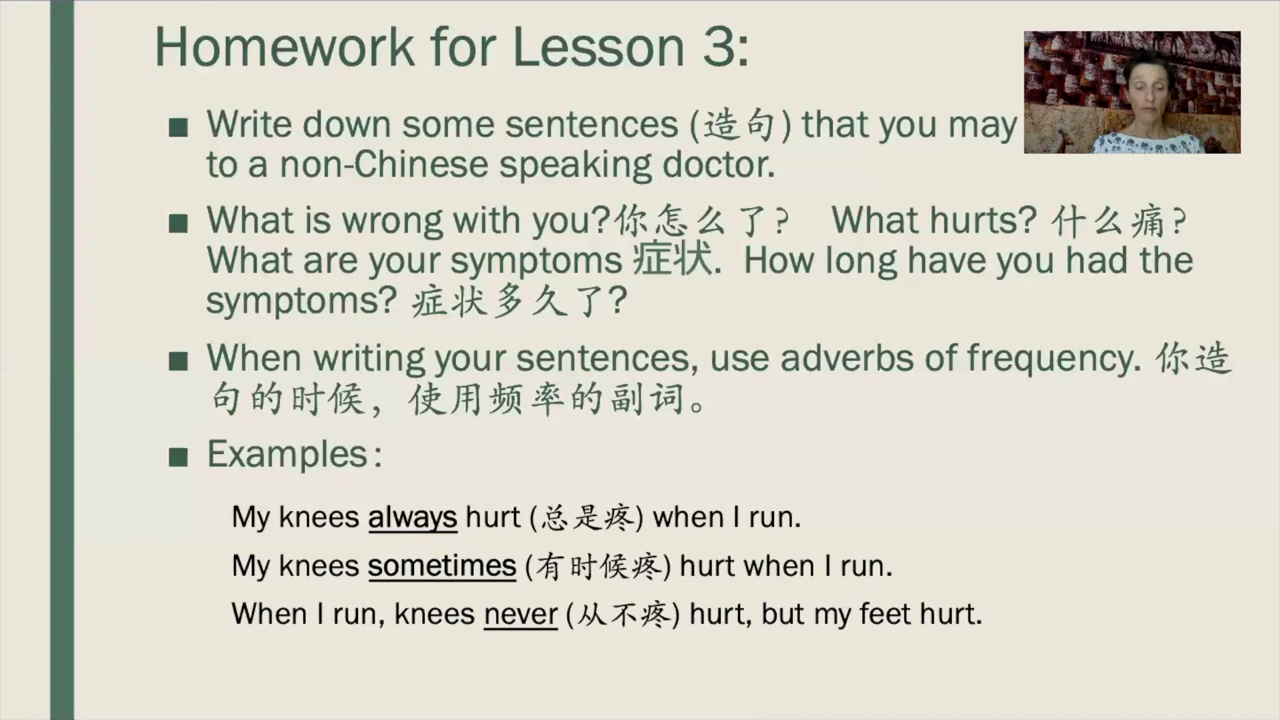 Homework for Lesson 3:
■ Write down some sentences (造句) that you may
to a non-Chinese speaking doctor.
■ What is wrong with you?你怎么了? What hurts? 什么痛?
What are your symptoms 症状. How long have you had the
symptoms? 症状多久了?
■ When writing your sentences, use adverbs of frequency. 你造
句的时候，使用频率的副词。
■ Examples:
My knees always hurt (总是疼) when I run.
My knees sometimes (有时候疼) hurt when I run.
When I run, knees never (从不疼) hurt, but my feet hurt.